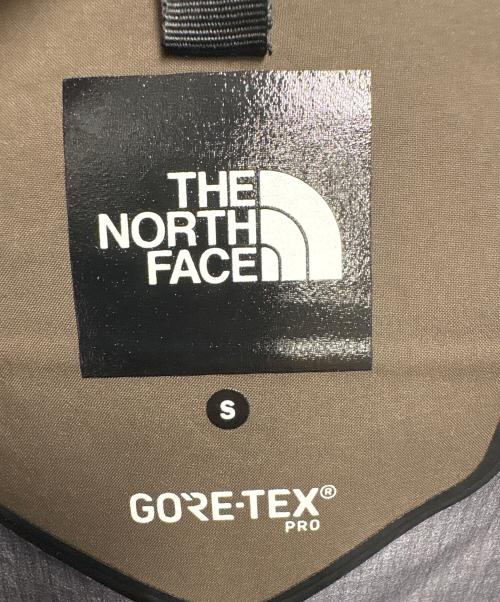 THE
NORTH
FACE
S
GORE-TEX®
PRO